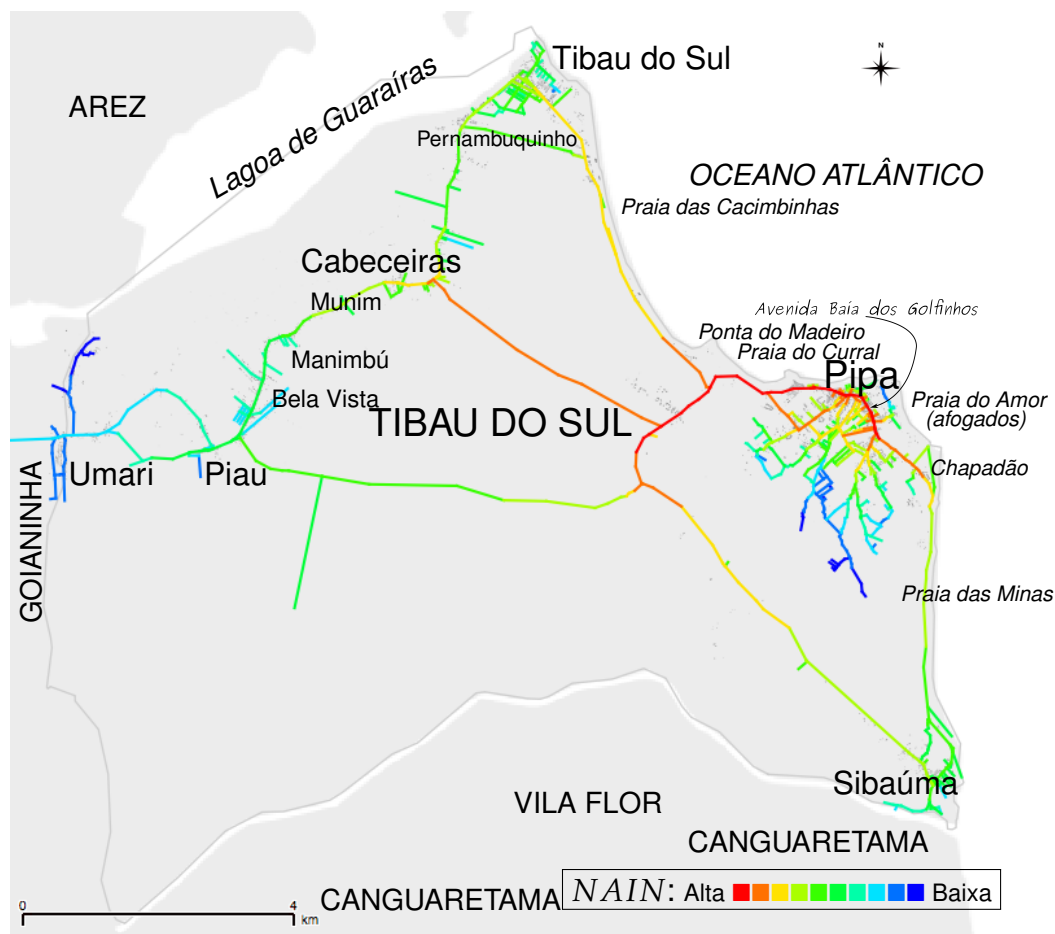 N
Tibau do Sul
AREZ
Lagoa de Guaraíras
Pernambuquinho
OCEANO ATLÂNTICO
Praia das Cacimbinhas
Cabeceiras
Munim
Avenida Baía dos Golfinhos
Ponta do Madeiro
Praia do Curral
Manimbú
Pipa
Bela Vista
Praia do Amor
(afogados)
TIBAU DO SUL
Umari
Piau
Chapadão
GOIANINHA
Praia das Minas
Sibaúma
VILA FLOR
CANGUARETAMA
CANGUARETAMA
NAIN: Alta Baixa
0 4
km